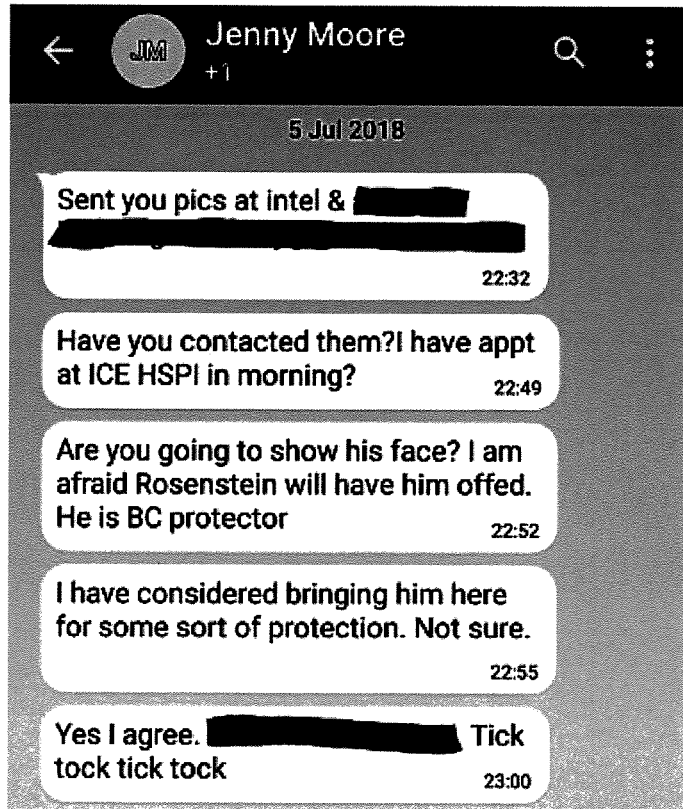 JM
Jenny Moore
+1
5 Jul 2018
Sent you pics at intel &
22:32
Have you contacted them?I have appt
at ICE HSPI in morning?
22:49
Are you going to show his face? I am
afraid Rosenstein will have him offed.
He is BC protector
22:52
I have considered bringing him here
for some sort of protection. Not sure.
22:55
Yes I agree. Tick
tock tick tock
23:00